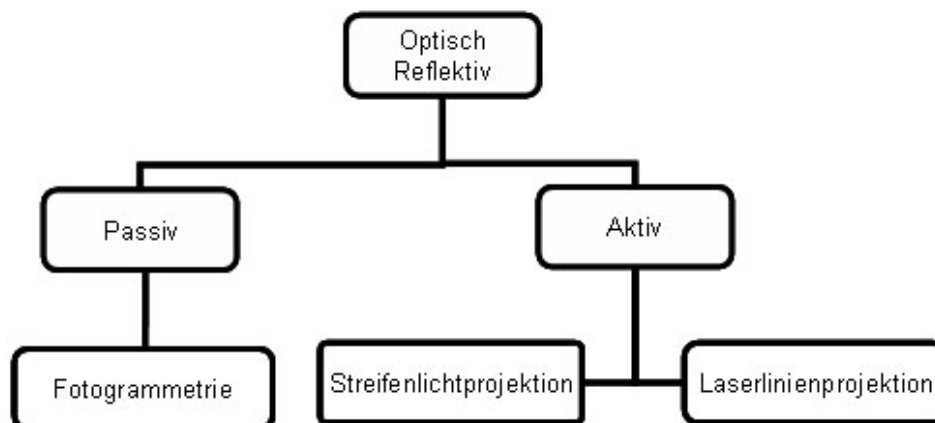 Optisch
Reflektiv
Passiv
Aktiv
Fotogrammetrie
Streifenlichtprojektion
Laserlinienprojektion